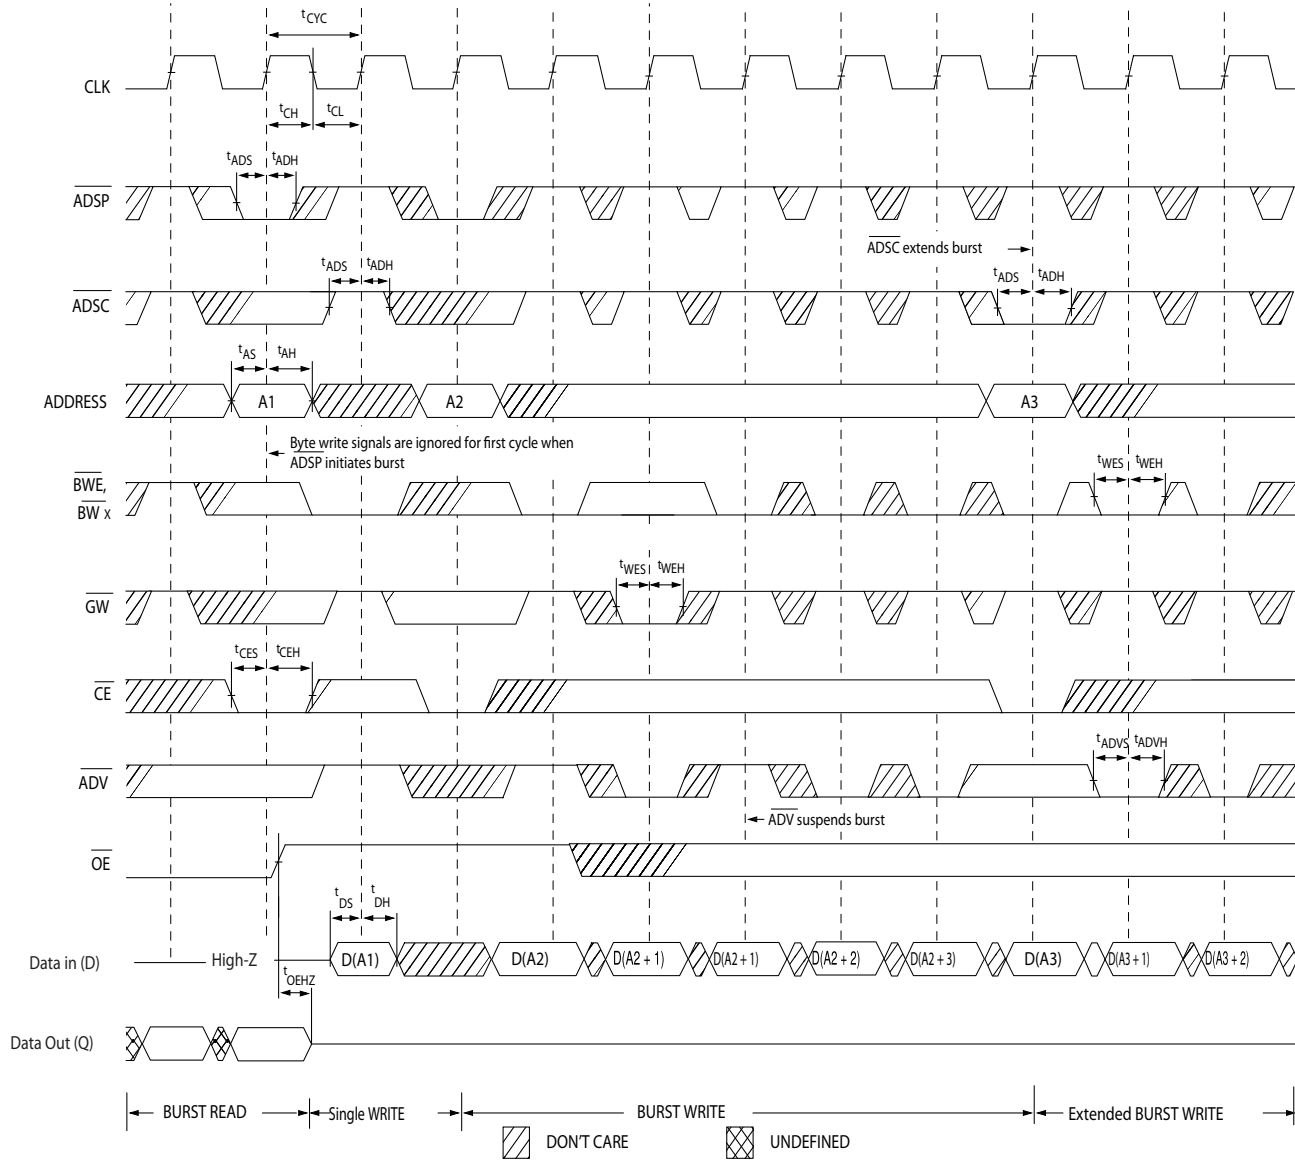 tCYC
CLK
tCH
tCL
tADS
tADH
ADSP
ADSC extends burst
tADS
tADH
tADS
tADH
ADSC
tAS
tAH
ADDRESS
A1
A2
A3
Byte write signals are ignored for first cycle when
ADSP initiates burst
BWE,
BW X
tWES
tWEH
tWES
tWEH
GW
tCES
tCEH
CE
tADVS
tADVH
ADV
ADV suspends burst
OE
tDS
tDH
Data in (D)
High-Z
D(A1)
D(A2)
D(A2 + 1)
D(A2 + 1)
D(A2 + 2)
D(A2 + 3)
D(A3)
D(A3 + 1)
D(A3 + 2)
tOEHZ
Data Out (Q)
BURST READ
Single WRITE
BURST WRITE
Extended BURST WRITE
DON'T CARE
UNDEFINED